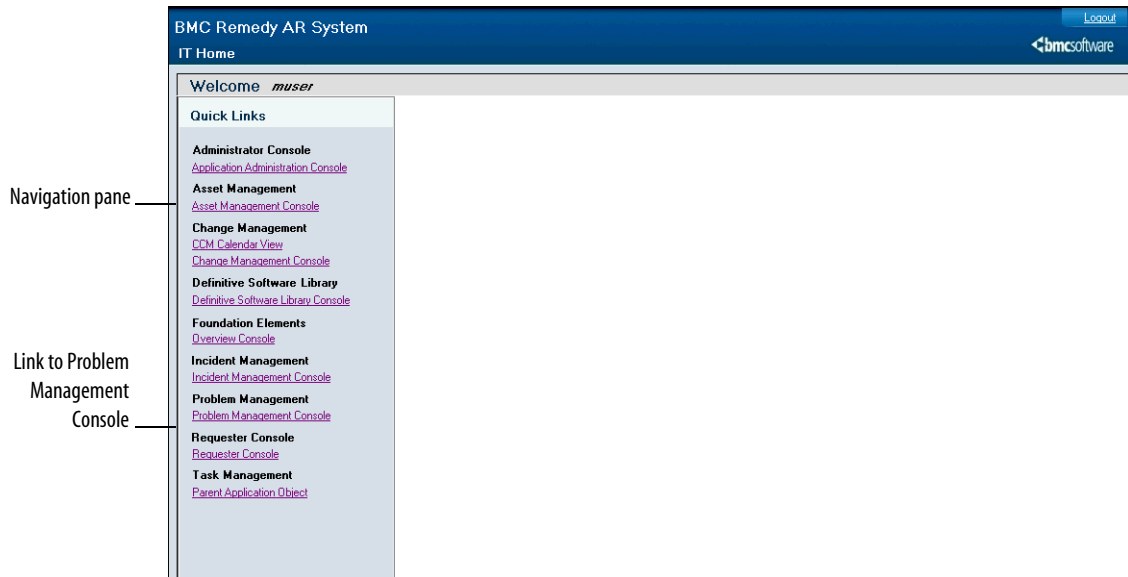 BMC Remedy AR System
Logout
IT Home
bmcsoftware
Welcome muser
Quick Links
Administrator Console
Application Administration Console
Asset Management
Navigation pane
Asset Management Console
Change Management
CCM Calendar View
Change Management Console
Definitive Software Library
Definitive Software Library Console
Foundation Elements
Overview Console
Incident Management
Incident Management Console
Link to Problem
Management
Console
Problem Management
Problem Management Console
Requester Console
Requester Console
Task Management
Parent Application Object